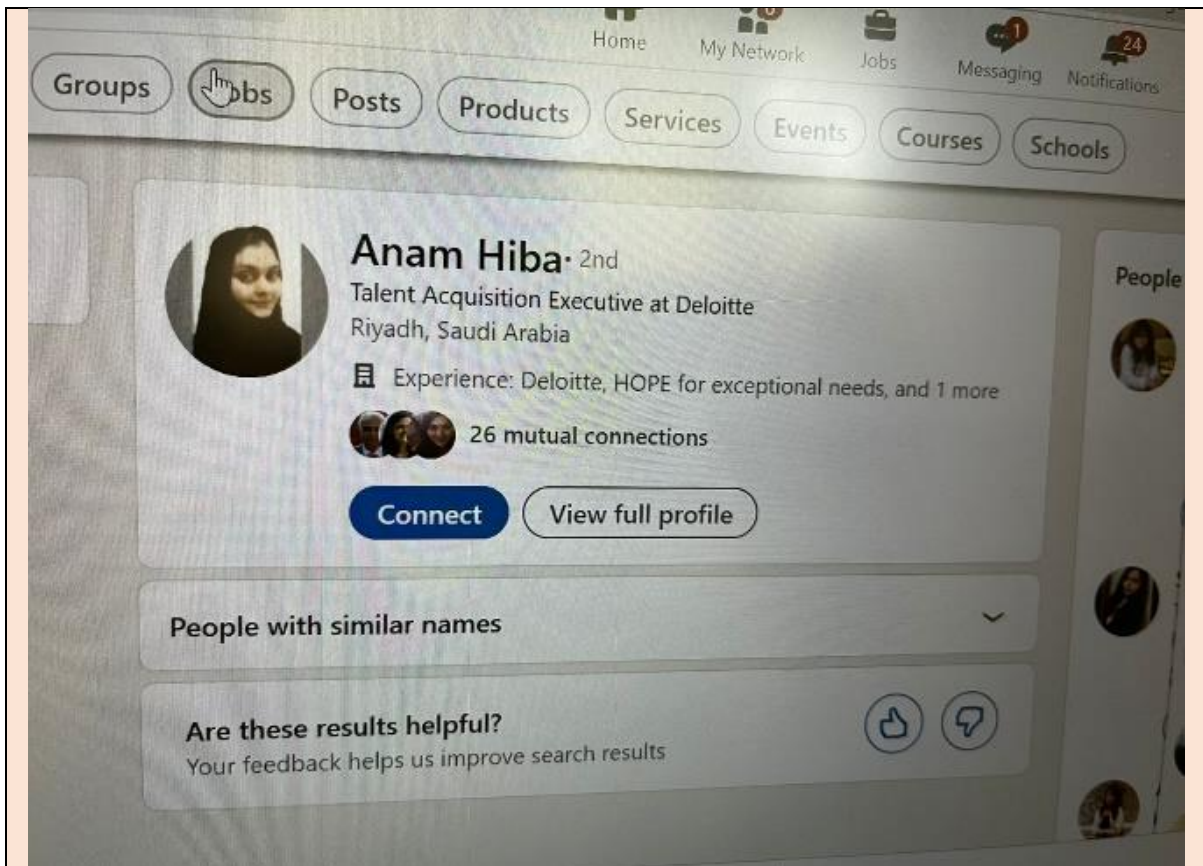 Home
My Network
Jobs
Messaging
1
Notifications
24
Groups
Jobs
Posts
Products
Services
Events
Courses
Schools
Anam Hiba· 2nd
Talent Acquisition Executive at Deloitte
Riyadh, Saudi Arabia
Experience: Deloitte, HOPE for exceptional needs, and 1 more
26 mutual connections
Connect
View full profile
People
People with similar names
Are these results helpful?
Your feedback helps us improve search results